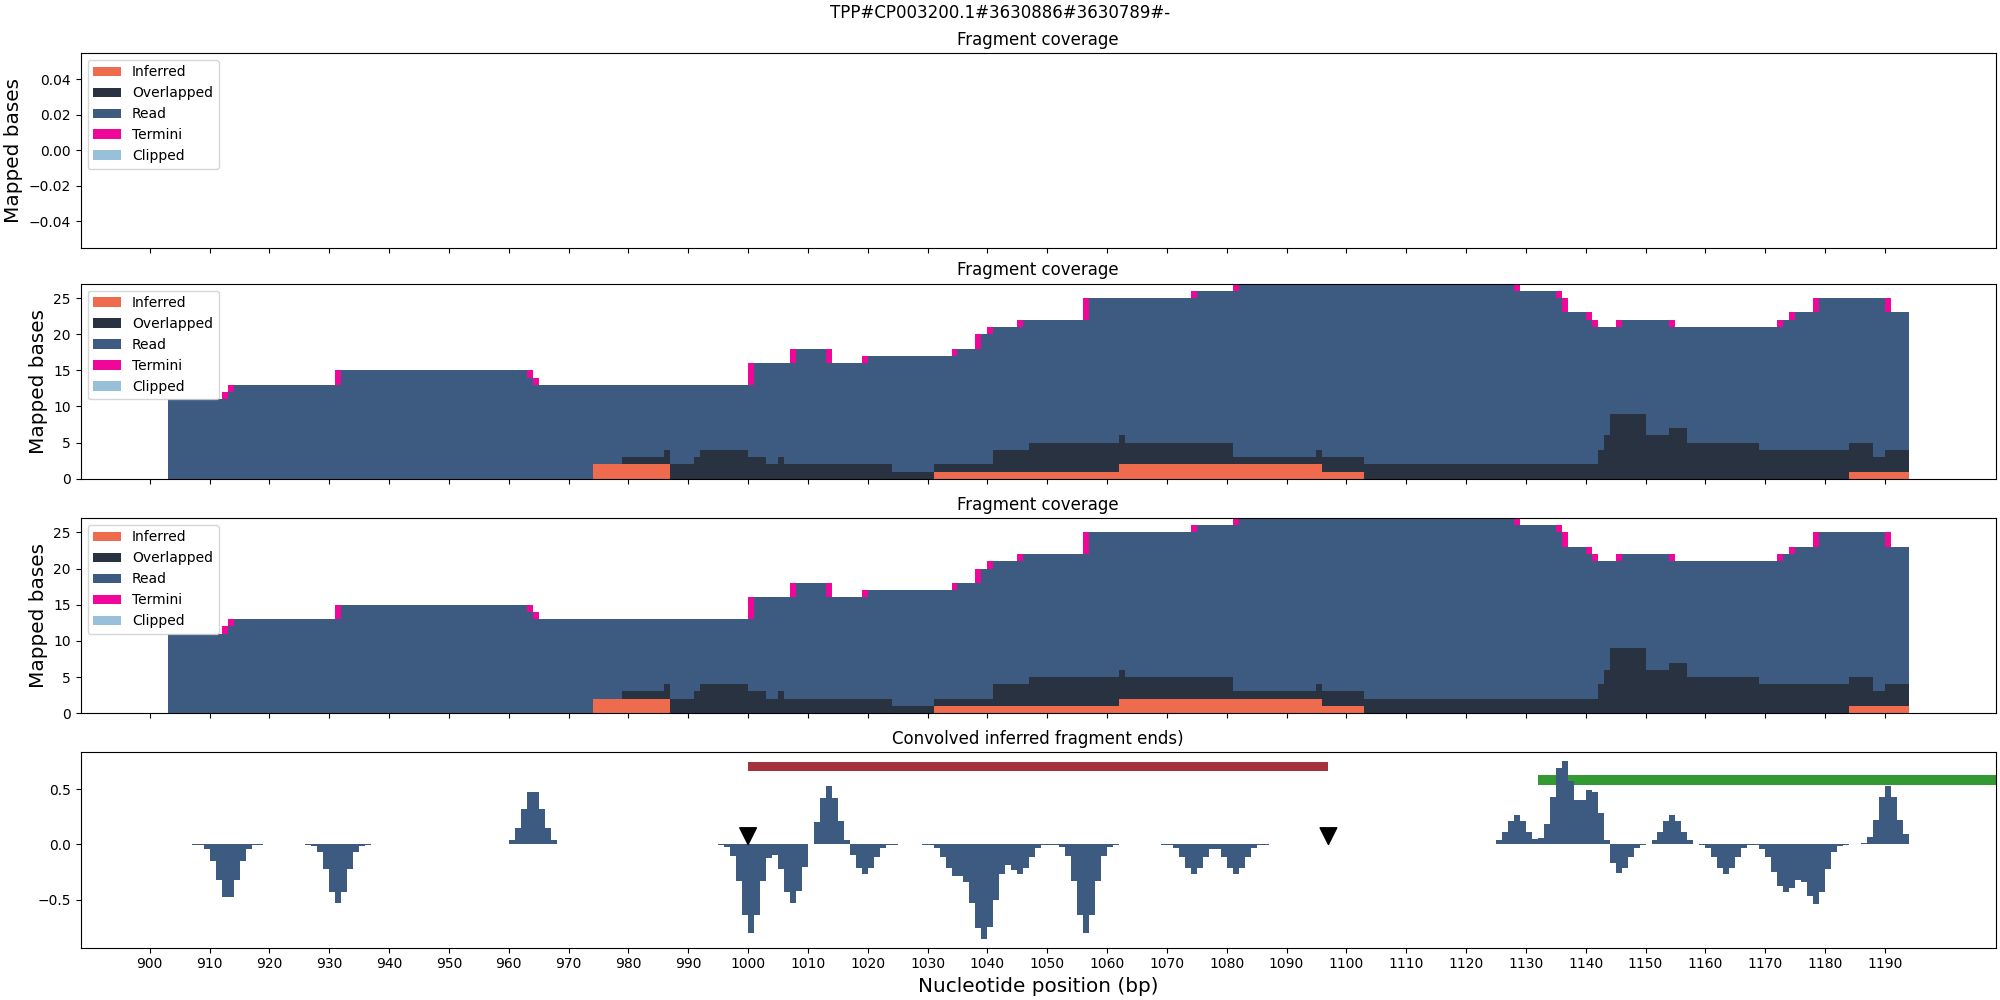 TPP#CP003200.1#3630886#3630789#-
Fragment coverage
Mapped bases
0.04
0.02
0.00
−0.02
−0.04
Inferred
Overlapped
Read
Termini
Clipped
Fragment coverage
Mapped bases
25
20
15
10
5
0
Inferred
Overlapped
Read
Termini
Clipped
Fragment coverage
Mapped bases
25
20
15
10
5
0
Inferred
Overlapped
Read
Termini
Clipped
Convolved inferred fragment ends)
0.5
0.0
−0.5
900 910 920 930 940 950 960 970 980 990 1000 1010 1020 1030 1040 1050 1060 1070 1080 1090 1100 1110 1120 1130 1140 1150 1160 1170 1180 1190
Nucleotide position (bp)